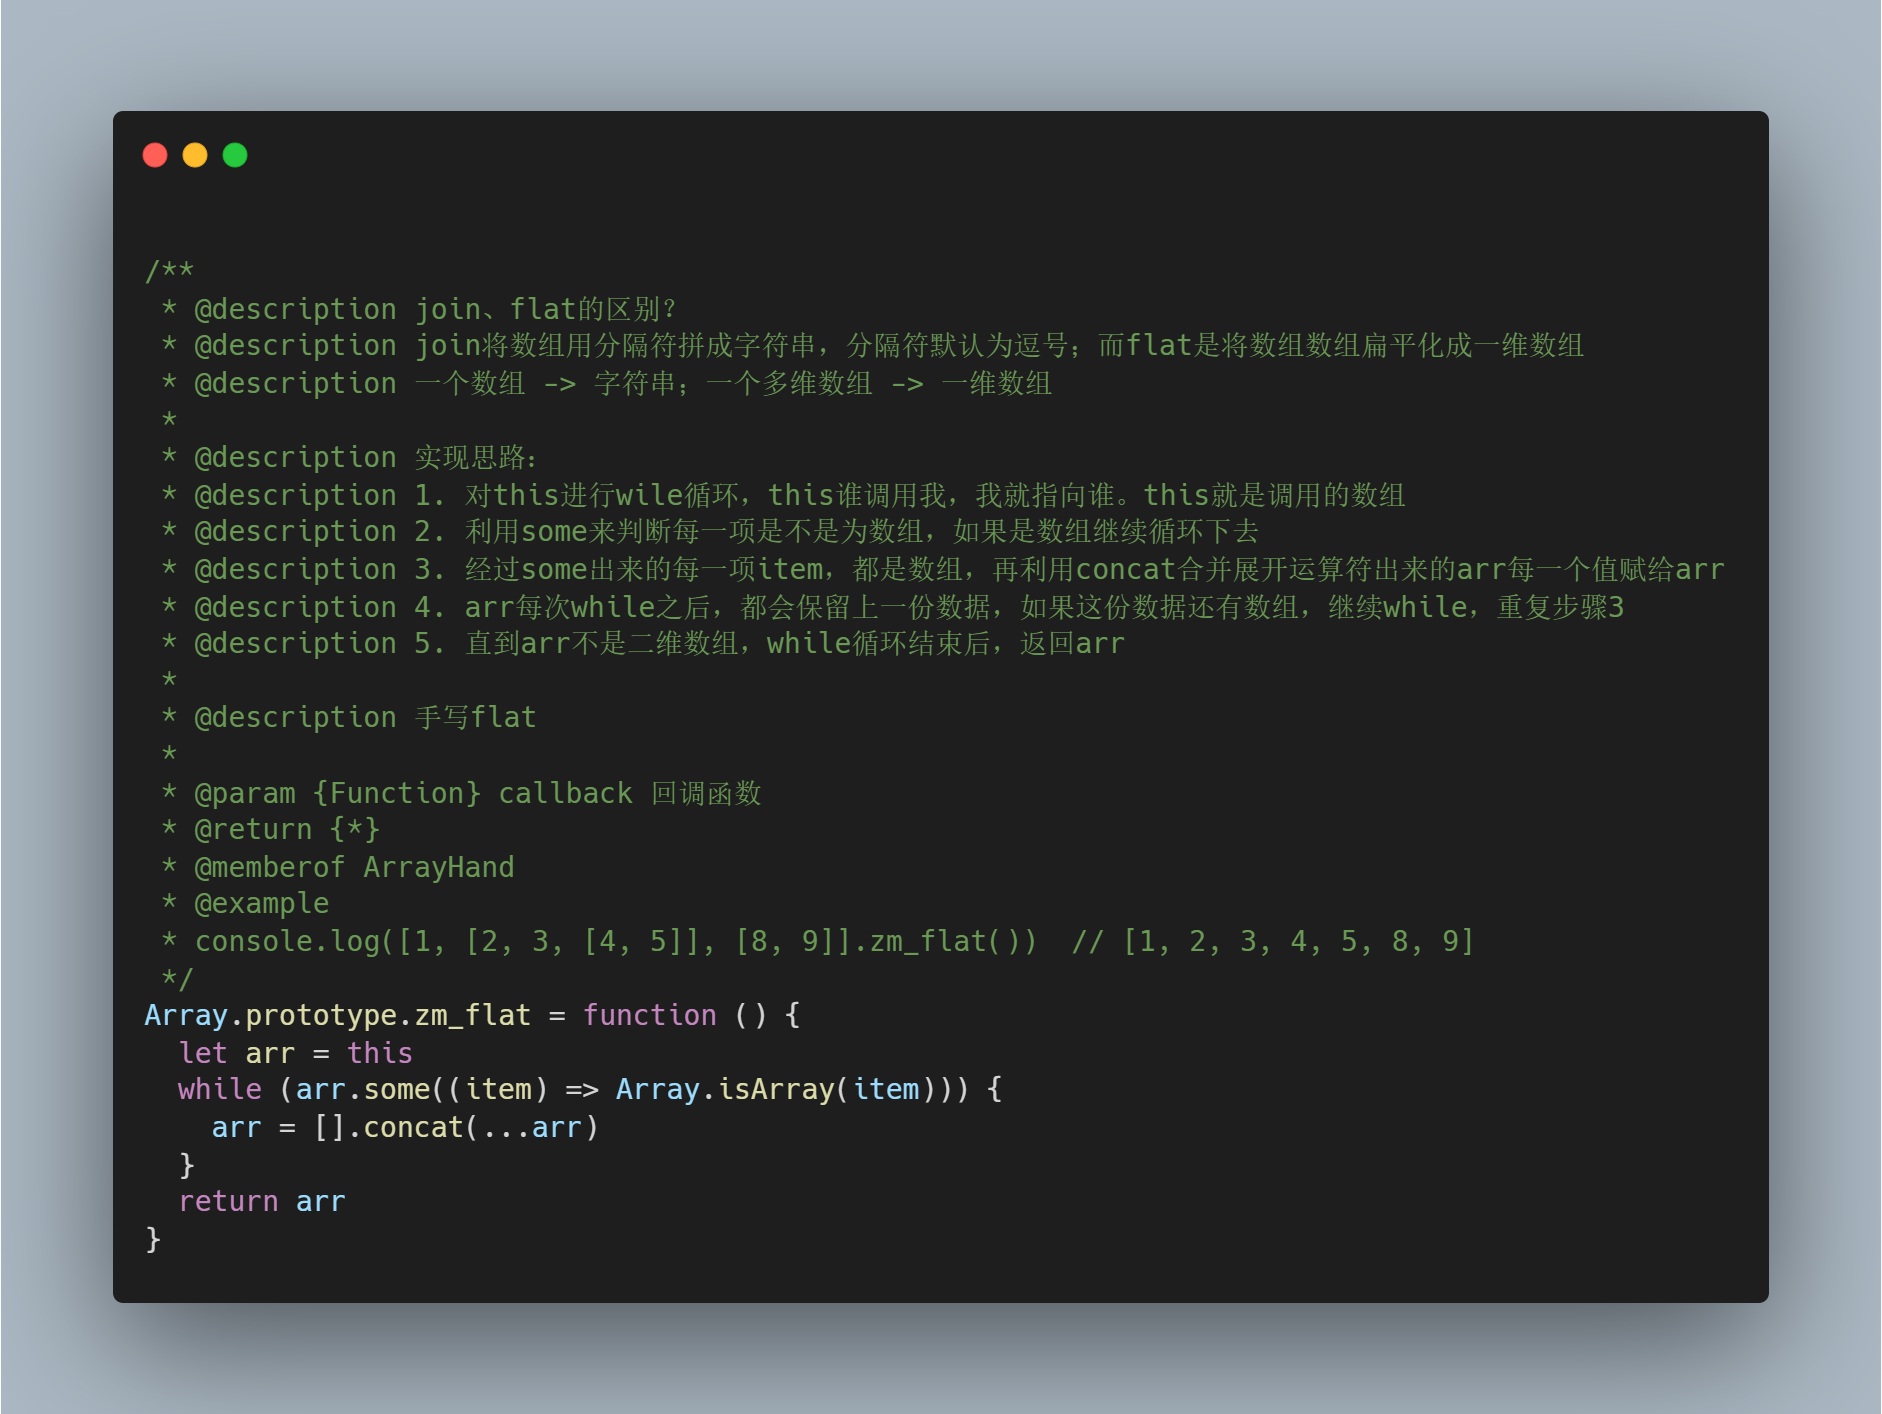 /**
 * @description join、flat的区别？
 * @description join将数组用分隔符拼成字符串，分隔符默认为逗号；而flat是将数组数组扁平化成一维数组
 * @description 一个数组 -> 字符串；一个多维数组 -> 一维数组
 *
 * @description 实现思路：
 * @description 1. 对this进行wile循环，this谁调用我，我就指向谁。this就是调用的数组
 * @description 2. 利用some来判断每一项是不是为数组，如果是数组继续循环下去
 * @description 3. 经过some出来的每一项item，都是数组，再利用concat合并展开运算符出来的arr每一个值赋给arr
 * @description 4. arr每次while之后，都会保留上一份数据，如果这份数据还有数组，继续while，重复步骤3
 * @description 5. 直到arr不是二维数组，while循环结束后，返回arr
 *
 * @description 手写flat
 *
 * @param {Function} callback 回调函数
 * @return {*}
 * @memberof ArrayHand
 * @example
 * console.log([1, [2, 3, [4, 5]], [8, 9]].zm_flat())  // [1, 2, 3, 4, 5, 8, 9]
 */
Array.prototype.zm_flat = function () {
  let arr = this
  while (arr.some((item) => Array.isArray(item))) {
    arr = [].concat(...arr)
  }
  return arr
}